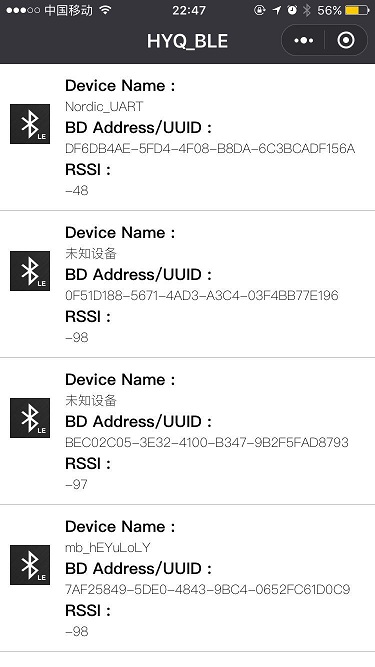 中国移动 22:47 56%
HYQ_BLE
Device Name :
Nordic_UART
BD Address/UUID :
DF6DB4AE-5FD4-4F08-B8DA-6C3BCADF156A
RSSI :
-48
LE
Device Name :
未知设备
BD Address/UUID :
0F51D188-5671-4AD3-A3C4-03F4BB77E196
RSSI :
-98
LE
Device Name :
未知设备
BD Address/UUID :
BEC02C05-3E32-4100-B347-9B2F5FAD8793
RSSI :
-97
LE
Device Name :
mb_hEYuLoLY
BD Address/UUID :
7AF25849-5DE0-4843-9BC4-0652FC61D0C9
RSSI :
-98
LE